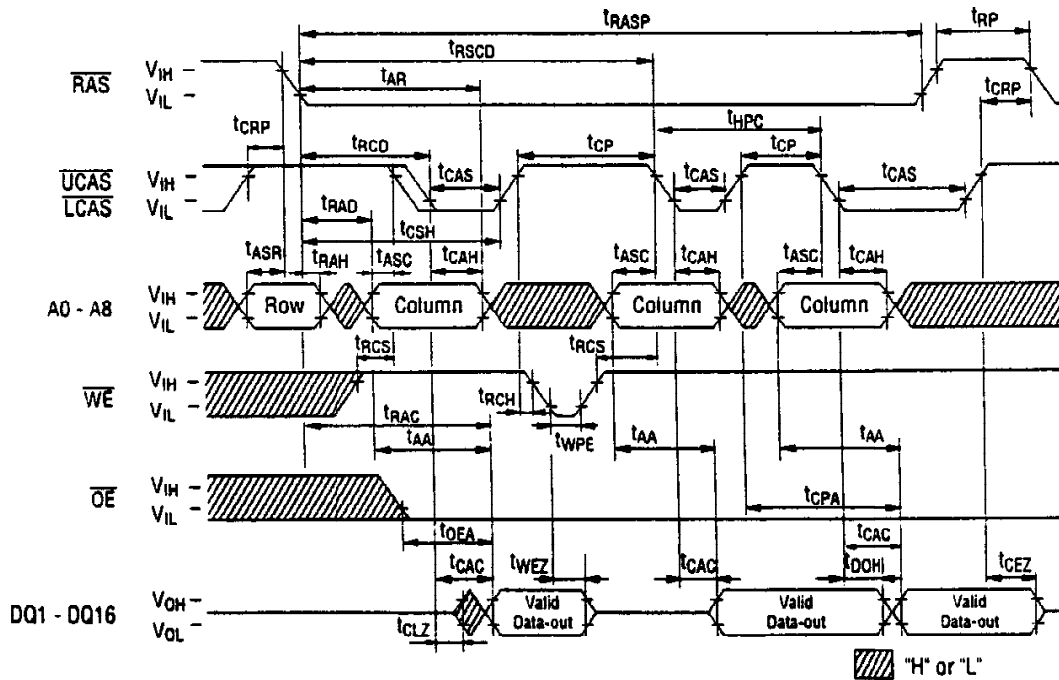 tRASP
tRP
tRSCD
tAR
RAS
VIH
VIL
tCRP
tCRP
tRCD
tCP
tHPC
tCP
UCAS
LCAS
VIH
VIL
tCAS
tCAS
tCAS
tRAD
tCSH
tASR
tRAH
tASC
tCAH
tASC
tCAH
tASC
tCAH
A0 - A8
VIH
VIL
Row
Column
Column
Column
tRCS
tRCS
WE
VIH
VIL
tRCH
tWPE
tRAC
tAA
tAA
tAA
OE
VIH
VIL
tCPA
tOEA
tCAC
tCAC
tWEZ
tCAC
tDOH
tCEZ
DQ1 - DQ16
VOH
VOL
tCLZ
Valid
Data-out
Valid
Data-out
Valid
Data-out
"H" or "L"